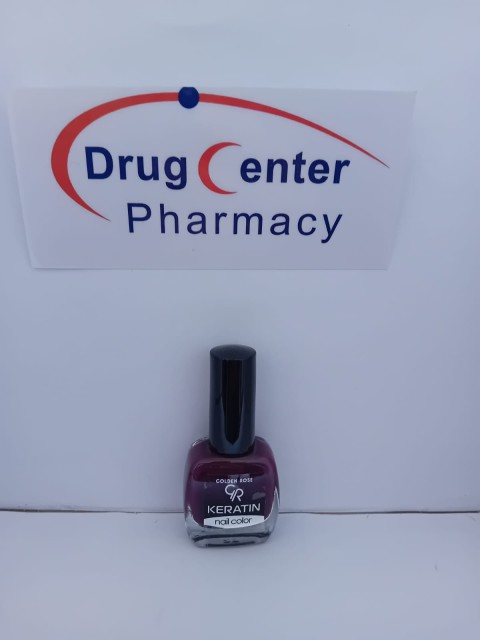 Drug Center
Pharmacy
GOLDEN ROSE
GR
KERATIN
nail color